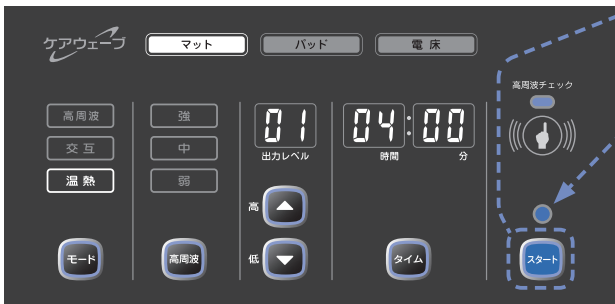 ケアウェーブ
マット
パッド
電床
高周波
交互
温熱
強
中
弱
01
出力レベル
高
低
04:00
時間 分
高周波チェック
モード
高周波
タイム
スタート